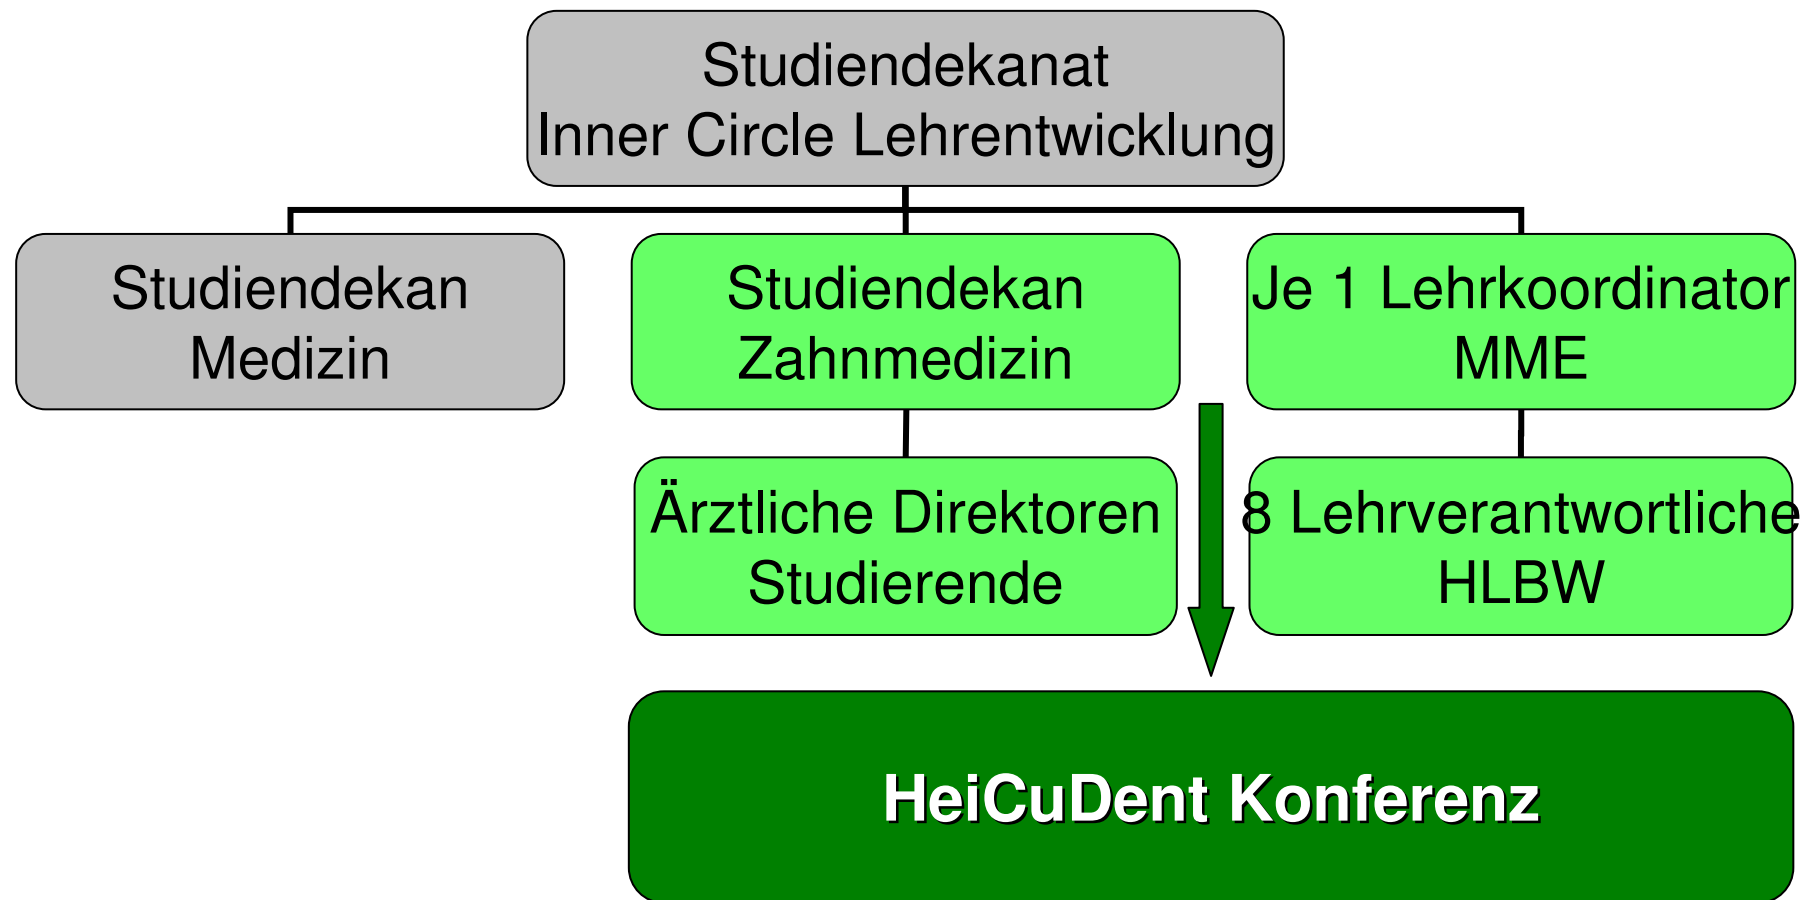 Studiendekanat
Inner Circle Lehrentwicklung
Studiendekan
Medizin
Studiendekan
Zahnmedizin
Je 1 Lehrkoordinator
MME
Ärztliche Direktoren
Studierende
8 Lehrverantwortliche
HLBW
HeiCuDent Konferenz